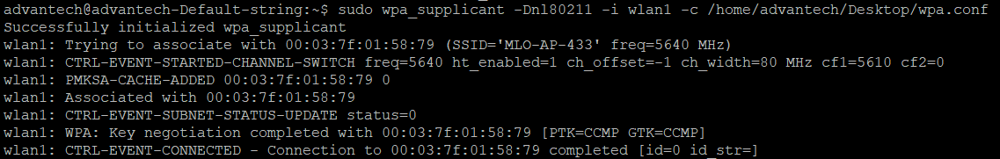 advantech@advantech-Default-string:~$ sudo wpa_supplicant -Dnl80211 -i wlan1 -c /home/advantech/Desktop/wpa.conf
Successfully initialized wpa_supplicant
wlan1: Trying to associate with 00:03:7f:01:58:79 (SSID='MLO-AP-433' freq=5640 MHz)
wlan1: CTRL-EVENT-STARTED-CHANNEL-SWITCH freq=5640 ht_enabled=1 ch_offset=-1 ch_width=80 MHz cf1=5610 cf2=0
wlan1: PMKSA-CACHE-ADDED 00:03:7f:01:58:79 0
wlan1: Associated with 00:03:7f:01:58:79
wlan1: CTRL-EVENT-SUBNET-STATUS-UPDATE status=0
wlan1: WPA: Key negotiation completed with 00:03:7f:01:58:79 [PTK=CCMP GTK=CCMP]
wlan1: CTRL-EVENT-CONNECTED - Connection to 00:03:7f:01:58:79 completed [id=0 id_str=]